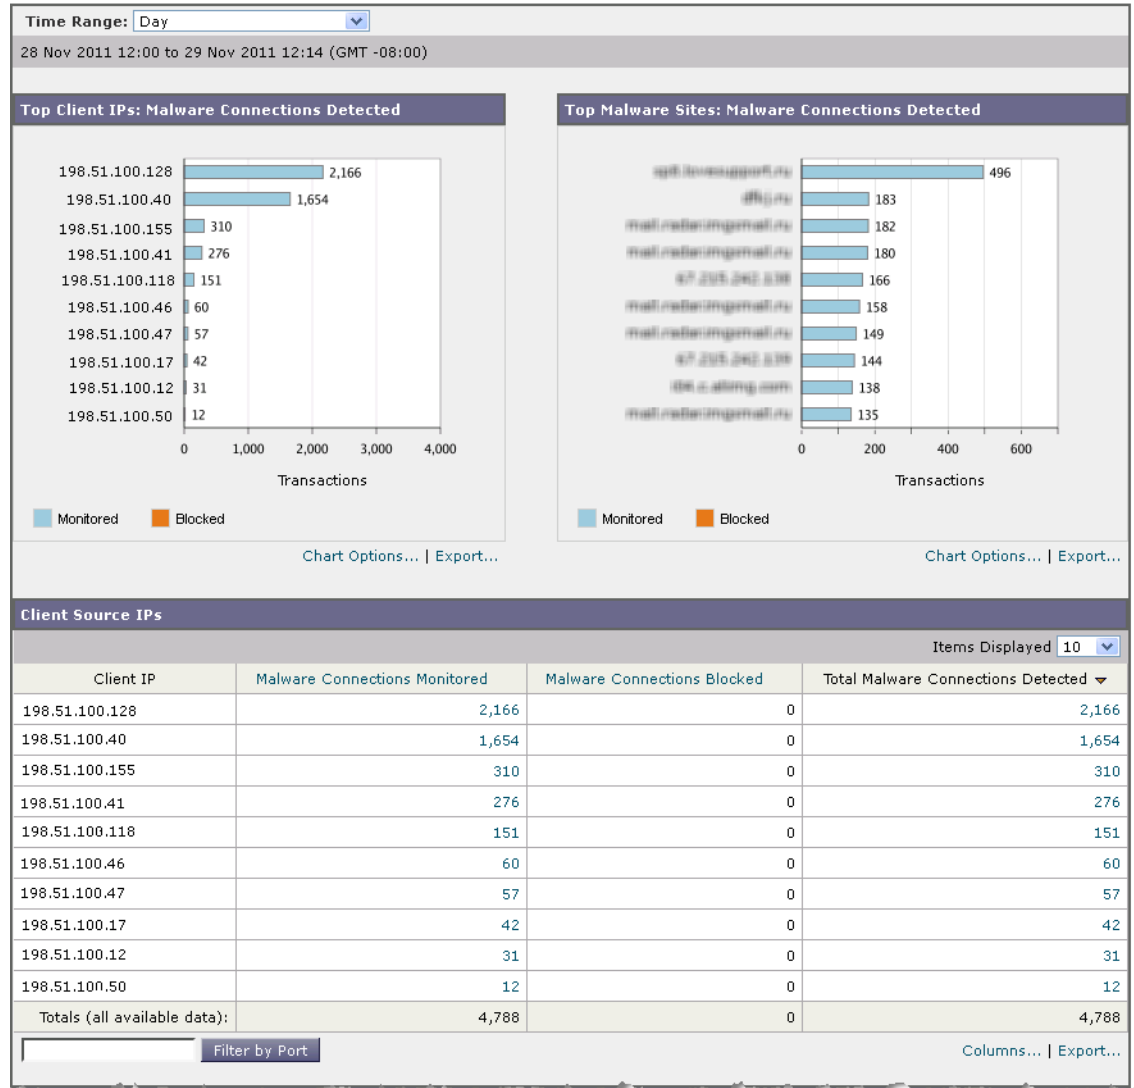 Time Range: Day
28 Nov 2011 12:00 to 29 Nov 2011 12:14 (GMT -08:00)
Top Client IPs: Malware Connections Detected
198.51.100.128 2,166
198.51.100.40 1,654
198.51.100.155 310
198.51.100.41 276
198.51.100.118 151
198.51.100.46 60
198.51.100.47 57
198.51.100.17 42
198.51.100.12 31
198.51.100.50 12
0 1,000 2,000 3,000 4,000
Transactions
Monitored Blocked
Chart Options... | Export...
Top Malware Sites: Malware Connections Detected
496
183
182
180
166
158
149
144
138
135
0 200 400 600
Transactions
Monitored Blocked
Chart Options... | Export...
Client Source IPs
Items Displayed 10
Client IP Malware Connections Monitored Malware Connections Blocked Total Malware Connections Detected
198.51.100.128 2,166 0 2,166
198.51.100.40 1,654 0 1,654
198.51.100.155 310 0 310
198.51.100.41 276 0 276
198.51.100.118 151 0 151
198.51.100.46 60 0 60
198.51.100.47 57 0 57
198.51.100.17 42 0 42
198.51.100.12 31 0 31
198.51.100.50 12 0 12
Totals (all available data): 4,788 0 4,788
Filter by Port Columns... | Export...